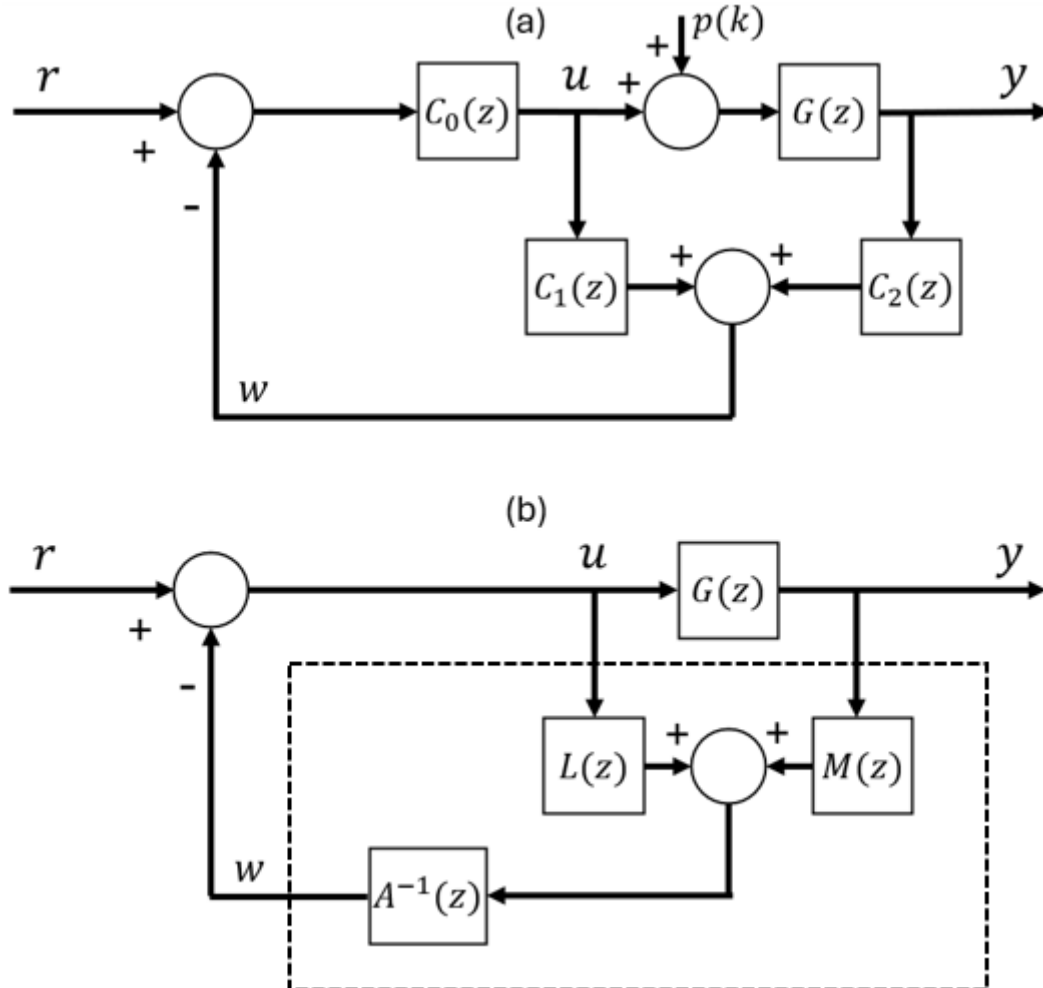 (a)
p(k)
r
+
-
C₀(z)
u
+
+
G(z)
y
C₁(z)
+
+
C₂(z)
w
(b)
r
+
-
u
G(z)
y
L(z)
+
+
M(z)
w
A⁻¹(z)